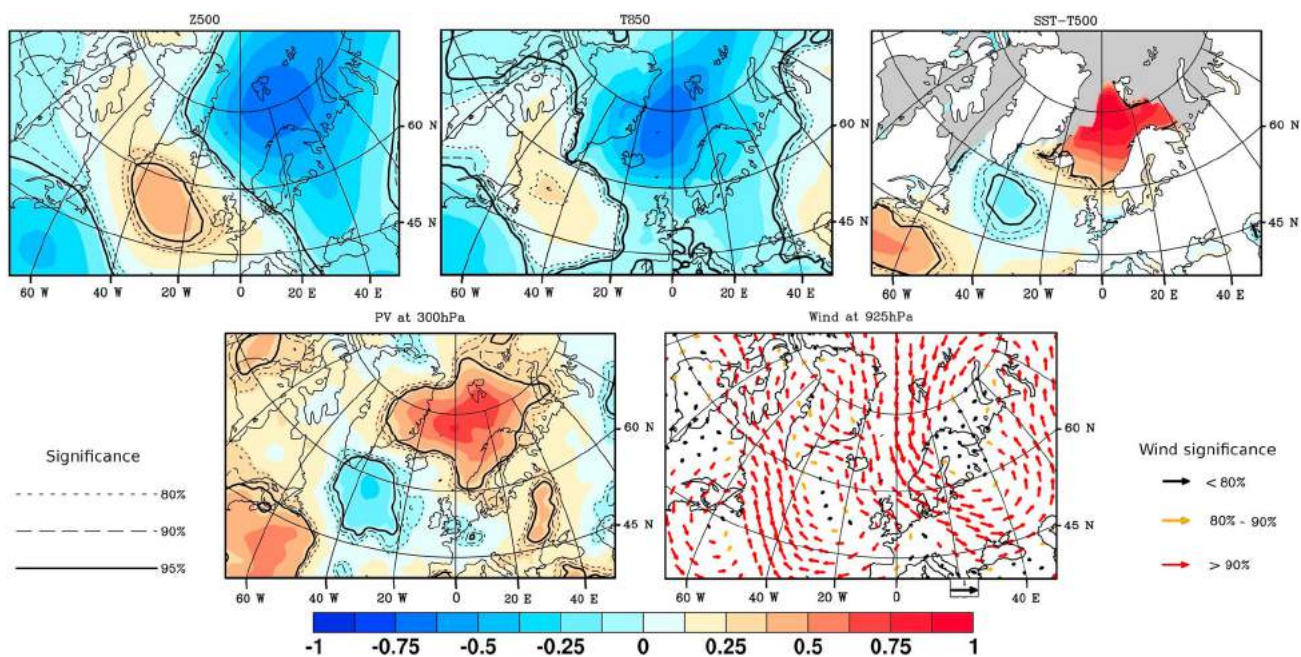 Z500
T850
SST-T500
60 N
45 N
60 W 40 W 20 W 0 20 E
60 N
45 N
60 W 40 W 20 W 0 20 E
60 N
45 N
60 W 40 W 20 W 0 20 E 40 E
PV at 300hPa
Wind at 925hPa
Significance
80%
90%
95%
60 N
45 N
60 W 40 W 20 W 0 20 E 40 E
60 N
45 N
60 W 40 W 20 W 0 40 E
Wind significance
< 80%
80% - 90%
> 90%
-1 -0.75 -0.5 -0.25 0 0.25 0.5 0.75 1